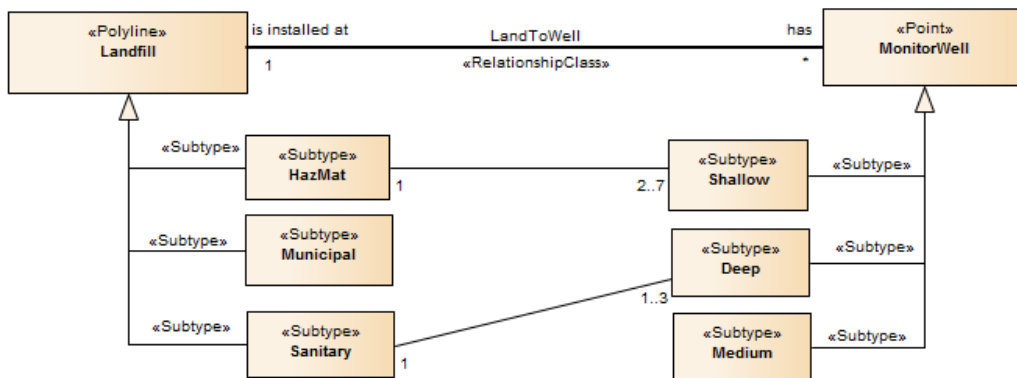 «Polyline»
Landfill
is installed at
1
LandToWell
«RelationshipClass»
has
*
«Point»
MonitorWell
«Subtype»
«Subtype»
HazMat
1
2..7
«Subtype»
Shallow
«Subtype»
«Subtype»
«Subtype»
Municipal
«Subtype»
Deep
«Subtype»
1..3
«Subtype»
«Subtype»
Sanitary
1
«Subtype»
Medium
«Subtype»